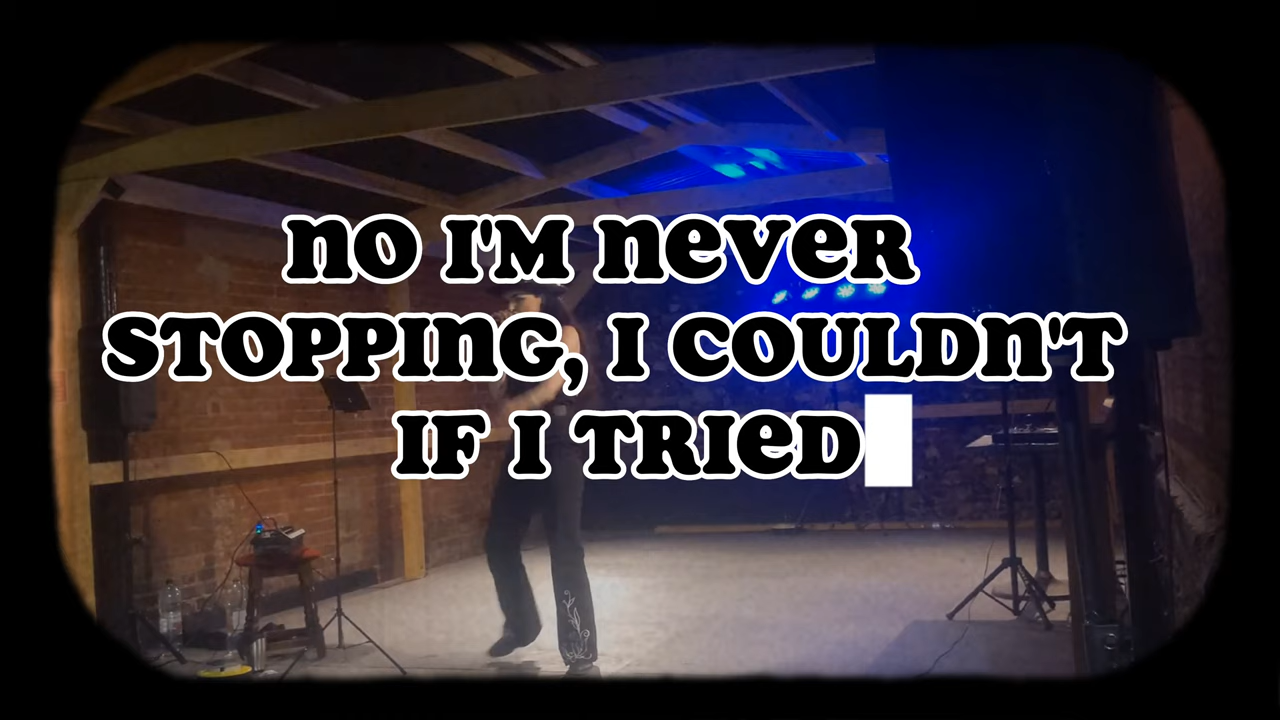 NO I'M NEVER
STOPPING, I COULDN'T
IF I TRIED